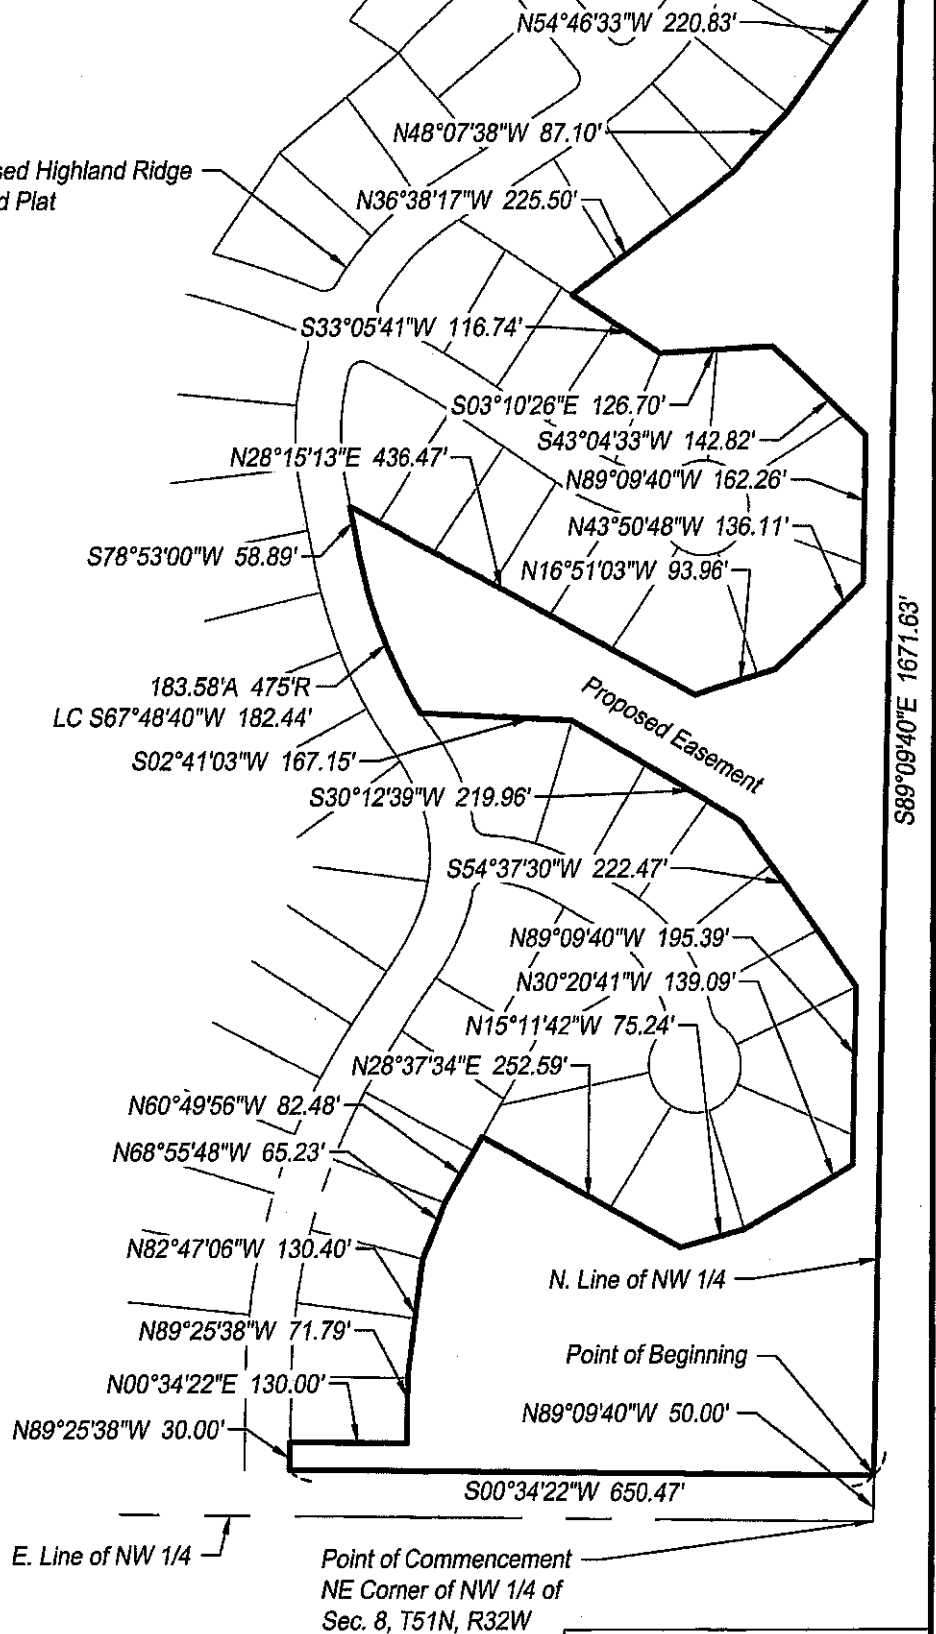 N54°46'33"W 220.83'
N48°07'38"W 87.10'
Highland Ridge
Plat
N36°38'17"W 225.50'
S33°05'41"W 116.74'
S03°10'26"E 126.70'
S43°04'33"W 142.82'
N28°15'13"E 436.47'
N89°09'40"W 162.26'
N43°50'48"W 136.11'
S78°53'00"W 58.89'
N16°51'03"W 93.96'
S89°09'40"E 1671.63'
183.58'A 475'R
LC S67°48'40"W 182.44'
Proposed Easement
S02°41'03"W 167.15'
S30°12'39"W 219.96'
S54°37'30"W 222.47'
N89°09'40"W 195.39'
N30°20'41"W 139.09'
N15°11'42"W 75.24'
N28°37'34"E 252.59'
N60°49'56"W 82.48'
N68°55'48"W 65.23'
N82°47'06"W 130.40'
N. Line of NW 1/4
N89°25'38"W 71.79'
Point of Beginning
N00°34'22"E 130.00'
N89°09'40"W 50.00'
N89°25'38"W 30.00'
S00°34'22"W 650.47'
E. Line of NW 1/4
Point of Commencement
NE Corner of NW 1/4 of
Sec. 8, T51N, R32W